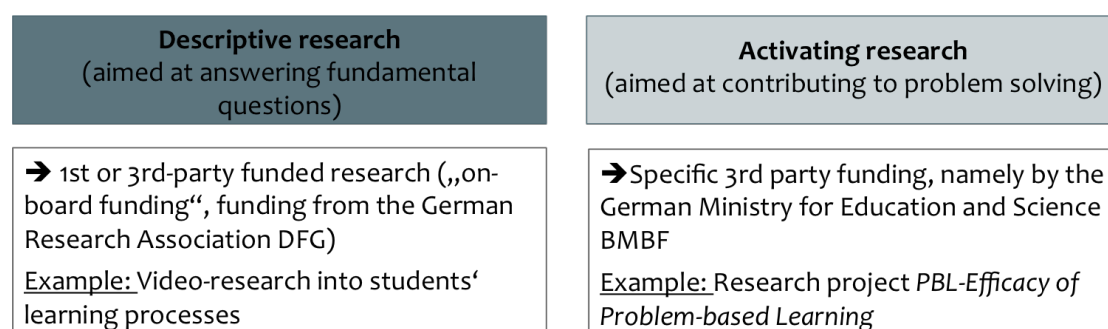 Descriptive research
(aimed at answering fundamental
questions)
Activating research
(aimed at contributing to problem solving)
➔ 1st or 3rd-party funded research („on-
board funding“, funding from the German
Research Association DFG)
Example: Video-research into students‘
learning processes
➔Specific 3rd party funding, namely by the
German Ministry for Education and Science
BMBF
Example: Research project PBL-Efficacy of
Problem-based Learning